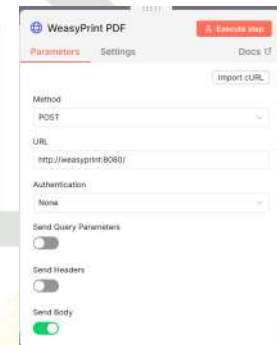 WeasyPrint PDF
Execute step
Parameters
Settings
Docs
Import cURL
Method
POST
URL
http://weasyprint:8080/
Authentication
None
Send Query Parameters
Send Headers
Send Body